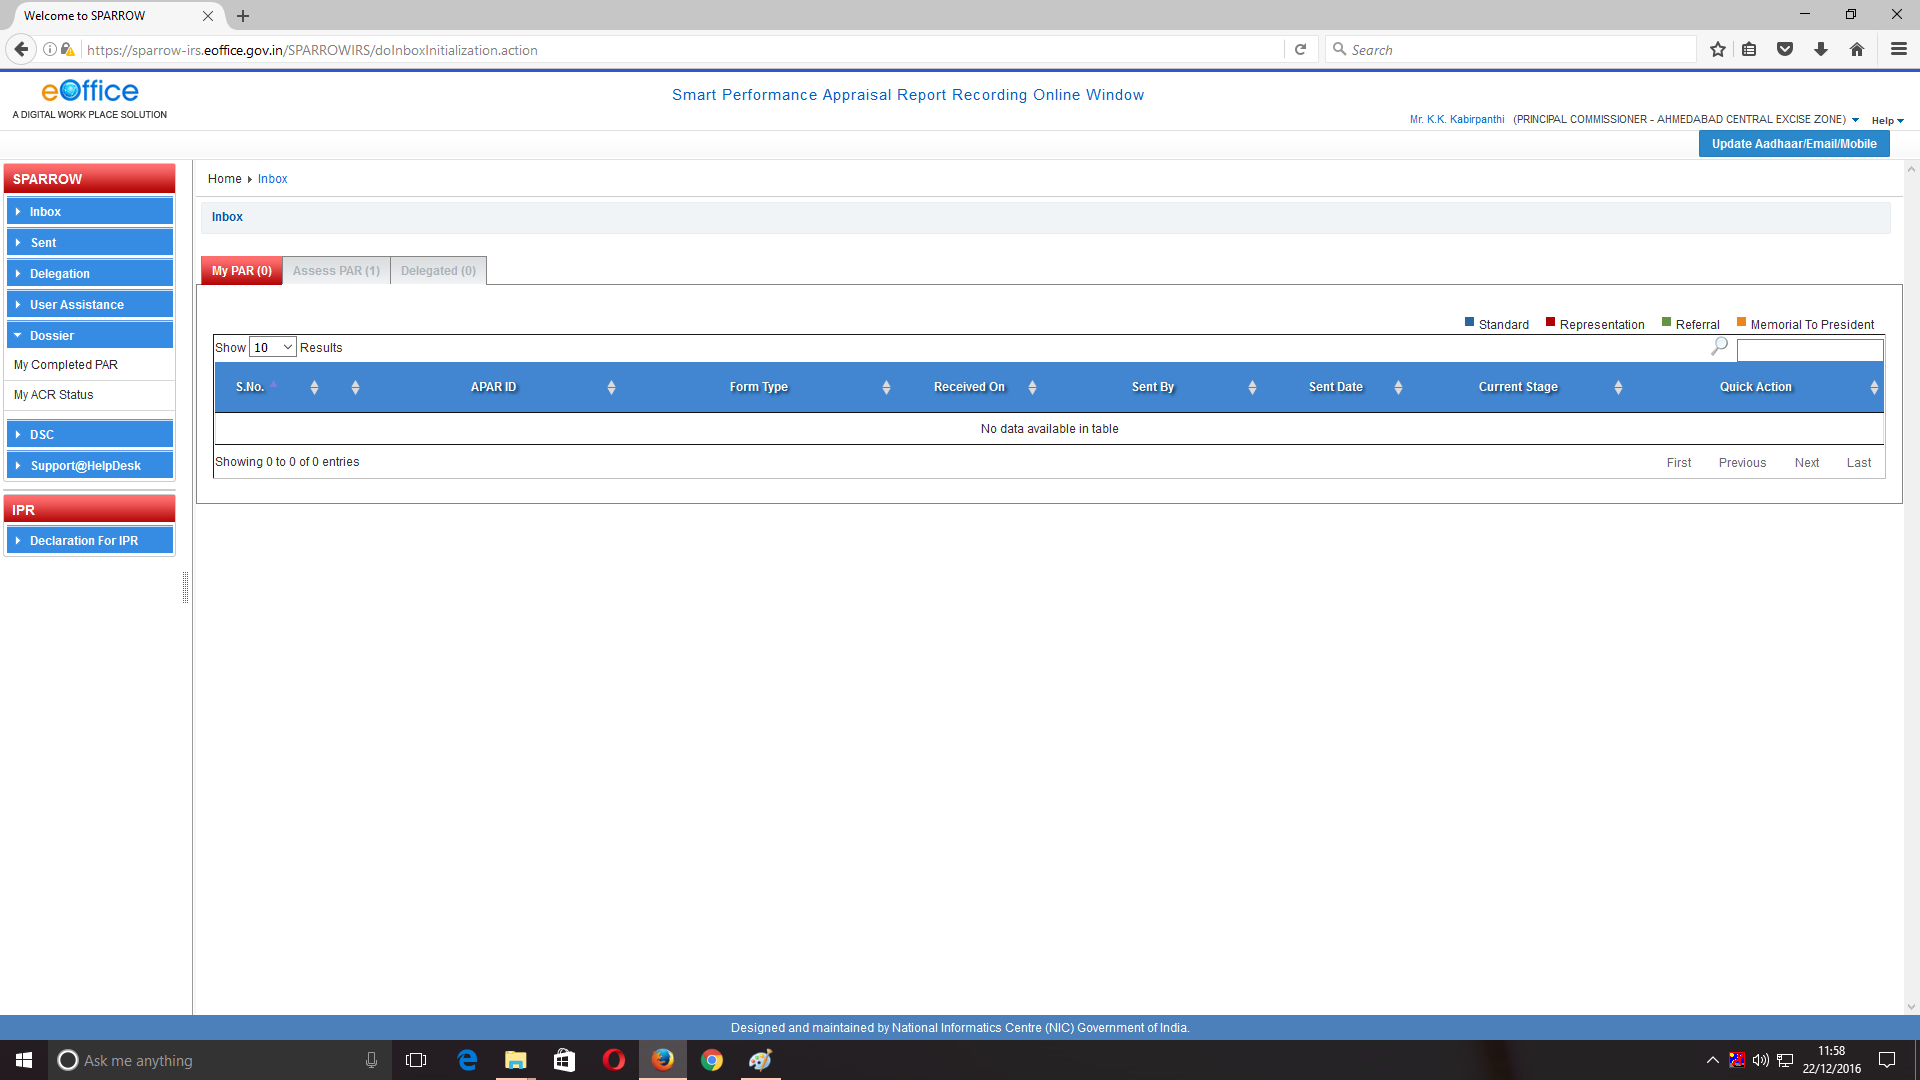 Welcome to SPARROW
https://sparrow-irs.eoffice.gov.in/SPARROWIRS/doInboxInitialization.action
Search
eOffice
A DIGITAL WORK PLACE SOLUTION
Smart Performance Appraisal Report Recording Online Window
Mr. K.K. Kabirpanthi (PRINCIPAL COMMISSIONER - AHMEDABAD CENTRAL EXCISE ZONE) Help
Update Aadhaar/Email/Mobile
SPARROW
Inbox
Sent
Delegation
User Assistance
Dossier
My Completed PAR
My ACR Status
DSC
Support@HelpDesk
IPR
Declaration For IPR
Home Inbox
Inbox
My PAR (0) Assess PAR (1) Delegated (0)
Standard Representation Referral Memorial To President
Show 10 Results
S.No. APAR ID Form Type Received On Sent By Sent Date Current Stage Quick Action
No data available in table
Showing 0 to 0 of 0 entries
First Previous Next Last
Designed and maintained by National Informatics Centre (NIC) Government of India.
Ask me anything
11:58
22/12/2016